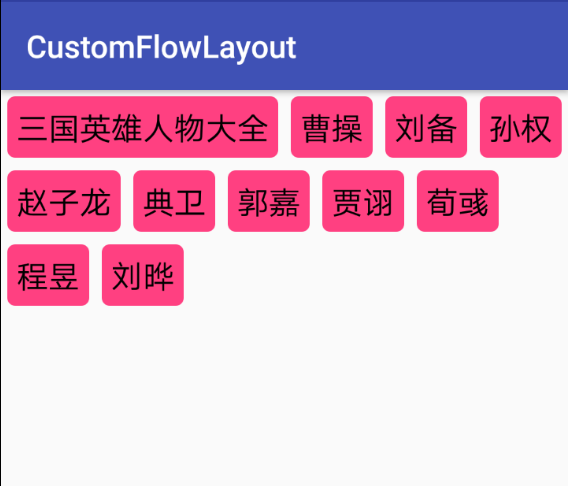 CustomFlowLayout
三国英雄人物大全 曹操 刘备 孙权
赵子龙 典卫 郭嘉 贾诩 荀彧
程昱 刘晔